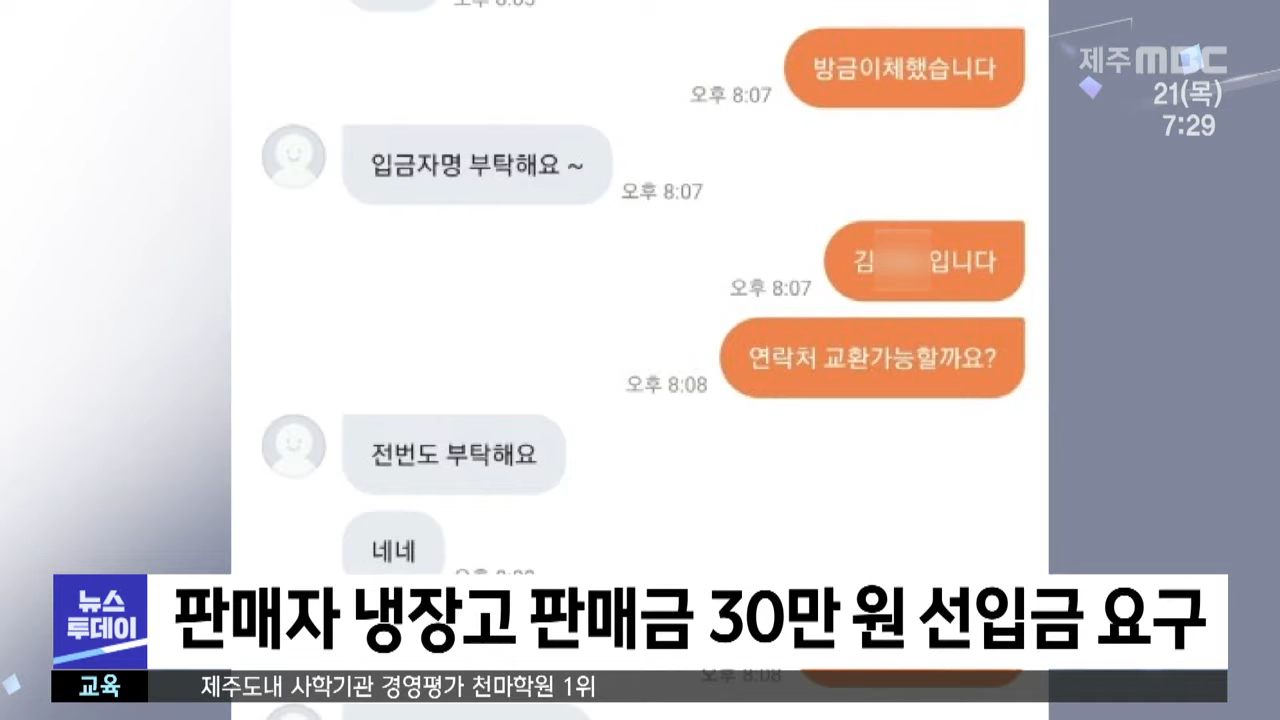 방금이체했습니다
오후 8:07
제주MBC
21(목)
7:29
입금자명 부탁해요 ~
오후 8:07
김
입니다
오후 8:07
연락처 교환가능할까요?
오후 8:08
전번도 부탁해요
네네
뉴스
투데이
판매자 냉장고 판매금 30만 원 선입금 요구
오후 8:08
교육
제주도내 사학기관 경영평가 천마학원 1위